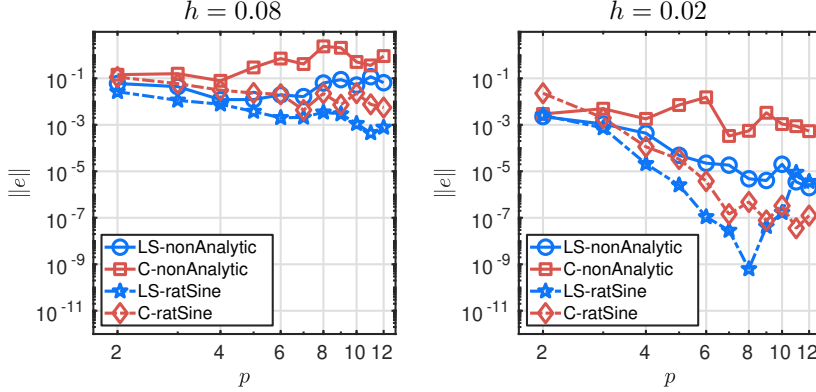 h = 0.08
‖e‖
10^-1
10^-3
10^-5
10^-7
10^-9
10^-11
LS-nonAnalytic
C-nonAnalytic
LS-ratSine
C-ratSine
2 4 6 8 10 12
p
h = 0.02
‖e‖
10^-1
10^-3
10^-5
10^-7
10^-9
10^-11
LS-nonAnalytic
C-nonAnalytic
LS-ratSine
C-ratSine
2 4 6 8 10 12
p